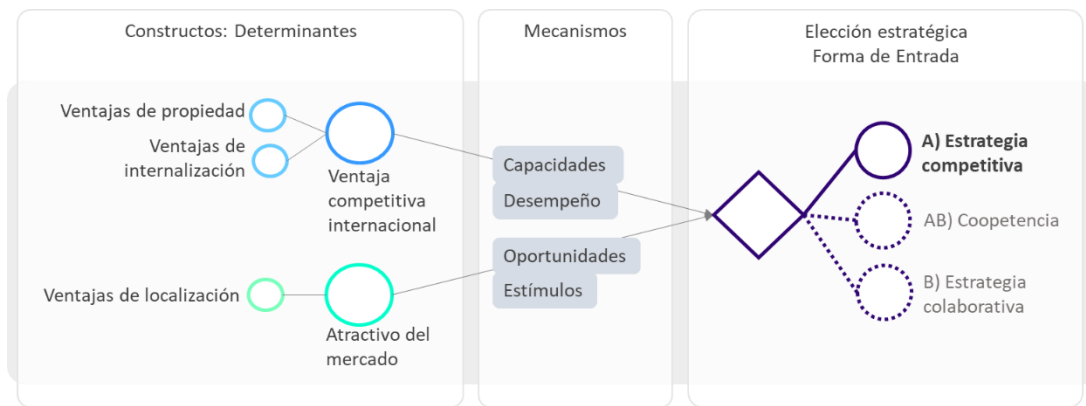 Constructos: Determinantes
Mecanismos
Elección estratégica
Forma de Entrada
Ventajas de propiedad
Ventajas de
internalización
Ventaja
competitiva
internacional
Ventajas de localización
Atractivo del
mercado
Capacidades
Desempeño
Oportunidades
Estímulos
A) Estrategia
competitiva
AB) Coopetencia
B) Estrategia
colaborativa